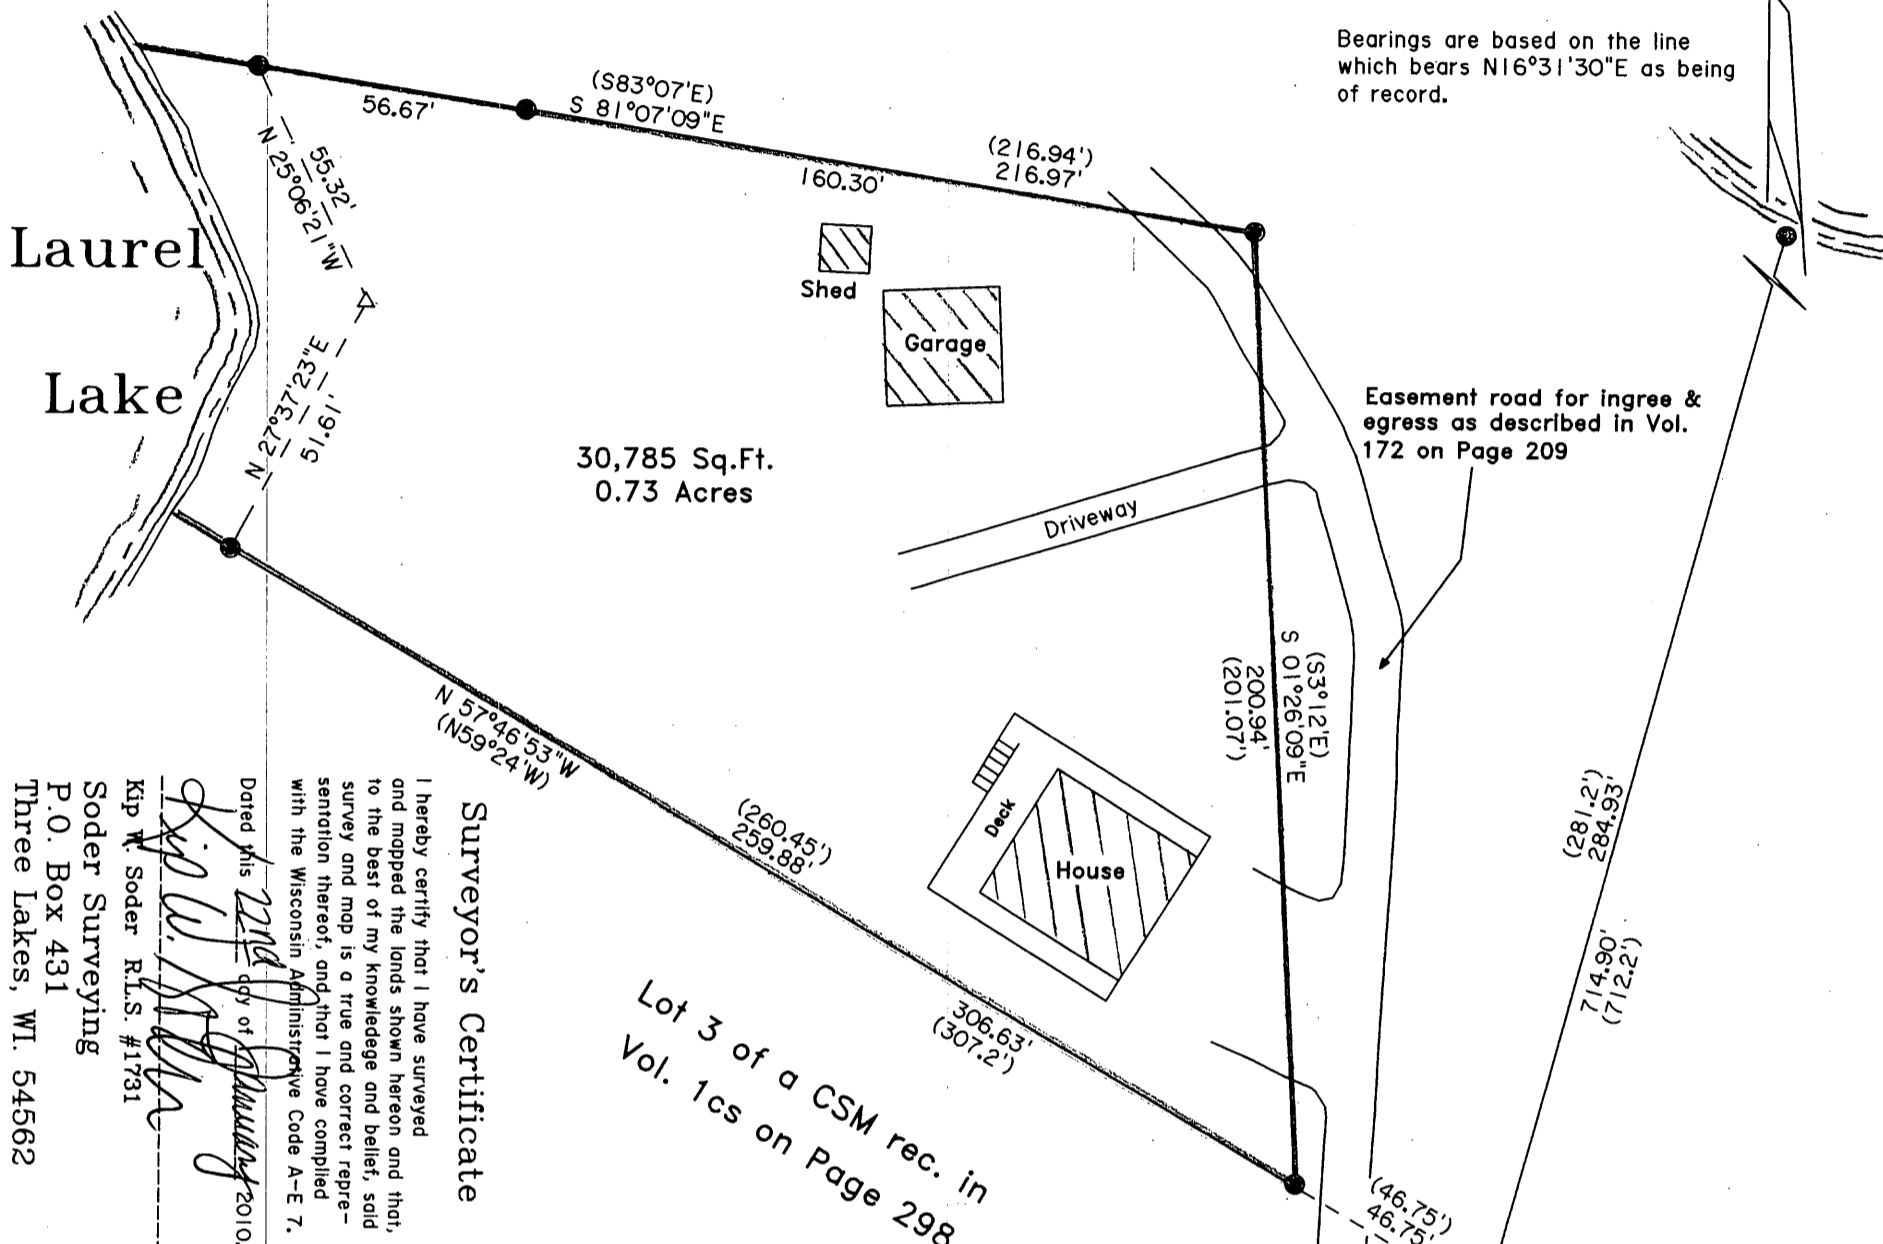 Bearings are based on the line
which bears N16°31'30"E as being
of record.
(S83°07'E)
S 81°07'09"E
56.67'
(216.94')
216.97'
160.30'
55.32'
N 25°06'21"W
Laurel
Lake
N 27°37'23"E
51.61'
Shed
Garage
30,785 Sq.Ft.
0.73 Acres
Driveway
Easement road for ingree &
egress as described in Vol.
172 on Page 209
(S3°12'E)
S 01°26'09"E
200.94'
(201.07')
N 57°46'53"W
(N59°24'W)
(260.45')
259.88'
Deck
House
306.63'
(307.2')
(281.2')
284.93'
714.90'
(712.2')
(46.75')
46.75'
Lot 3 of a CSM rec. in
Vol. 1cs on Page 298
Surveyor's Certificate
I hereby certify that I have surveyed
and mapped the lands shown hereon and that,
to the best of my knowledege and belief, said
survey and map is a true and correct repre-
sentation thereof, and that I have complied
with the Wisconsin Administrative Code A-E 7.
Dated this 22nd day of January 2010.
Kip W. Soder
Kip W. Soder R.L.S. #1731
Soder Surveying
P.O. Box 431
Three Lakes, WI. 54562